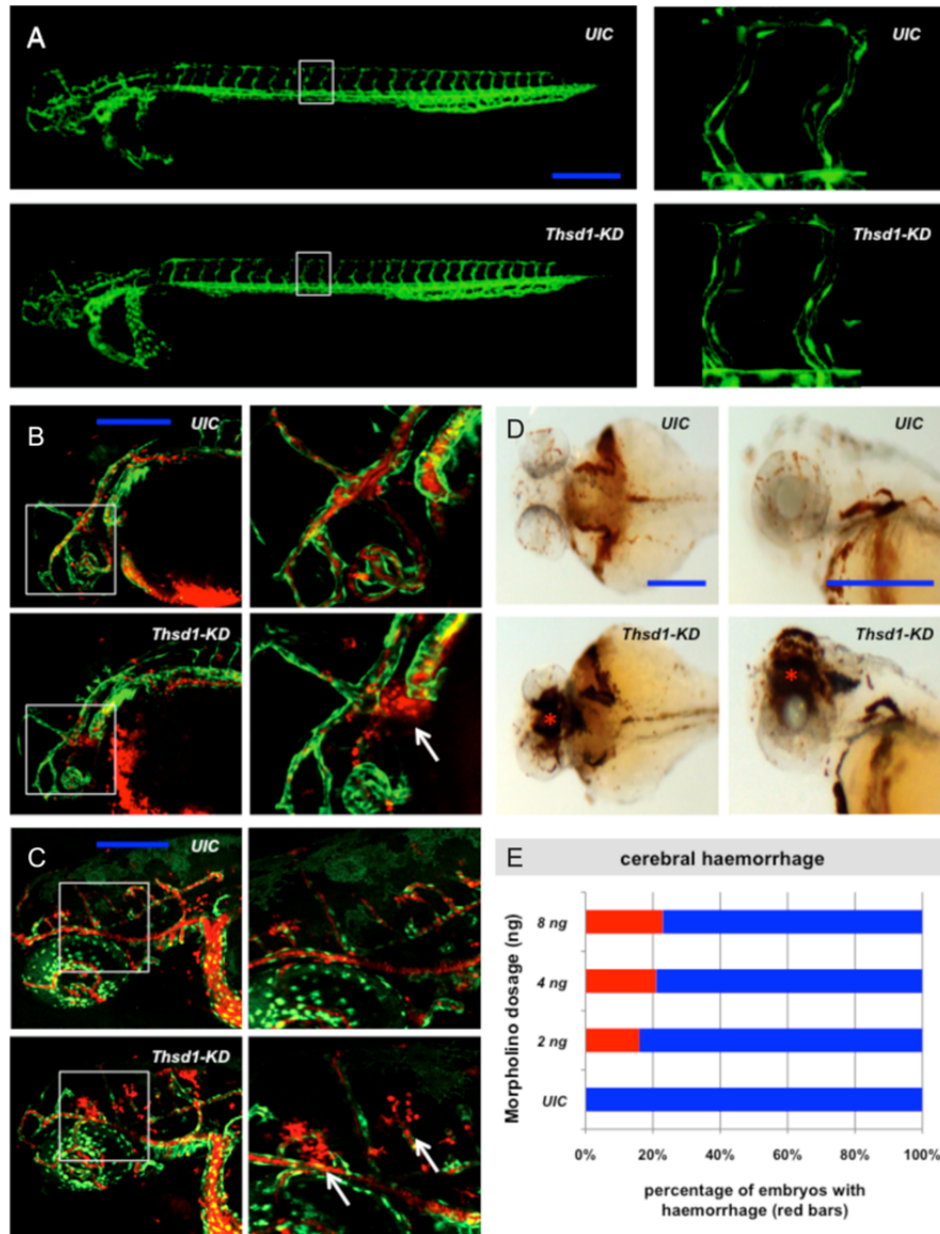 A
UIC
UIC
Thsd1-KD
Thsd1-KD
B
UIC
Thsd1-KD
C
UIC
Thsd1-KD
D
UIC
UIC
Thsd1-KD
*
Thsd1-KD
*
E
cerebral haemorrhage
Morpholino dosage (ng)
8 ng
4 ng
2 ng
UIC
0% 20% 40% 60% 80% 100%
percentage of embryos with
haemorrhage (red bars)